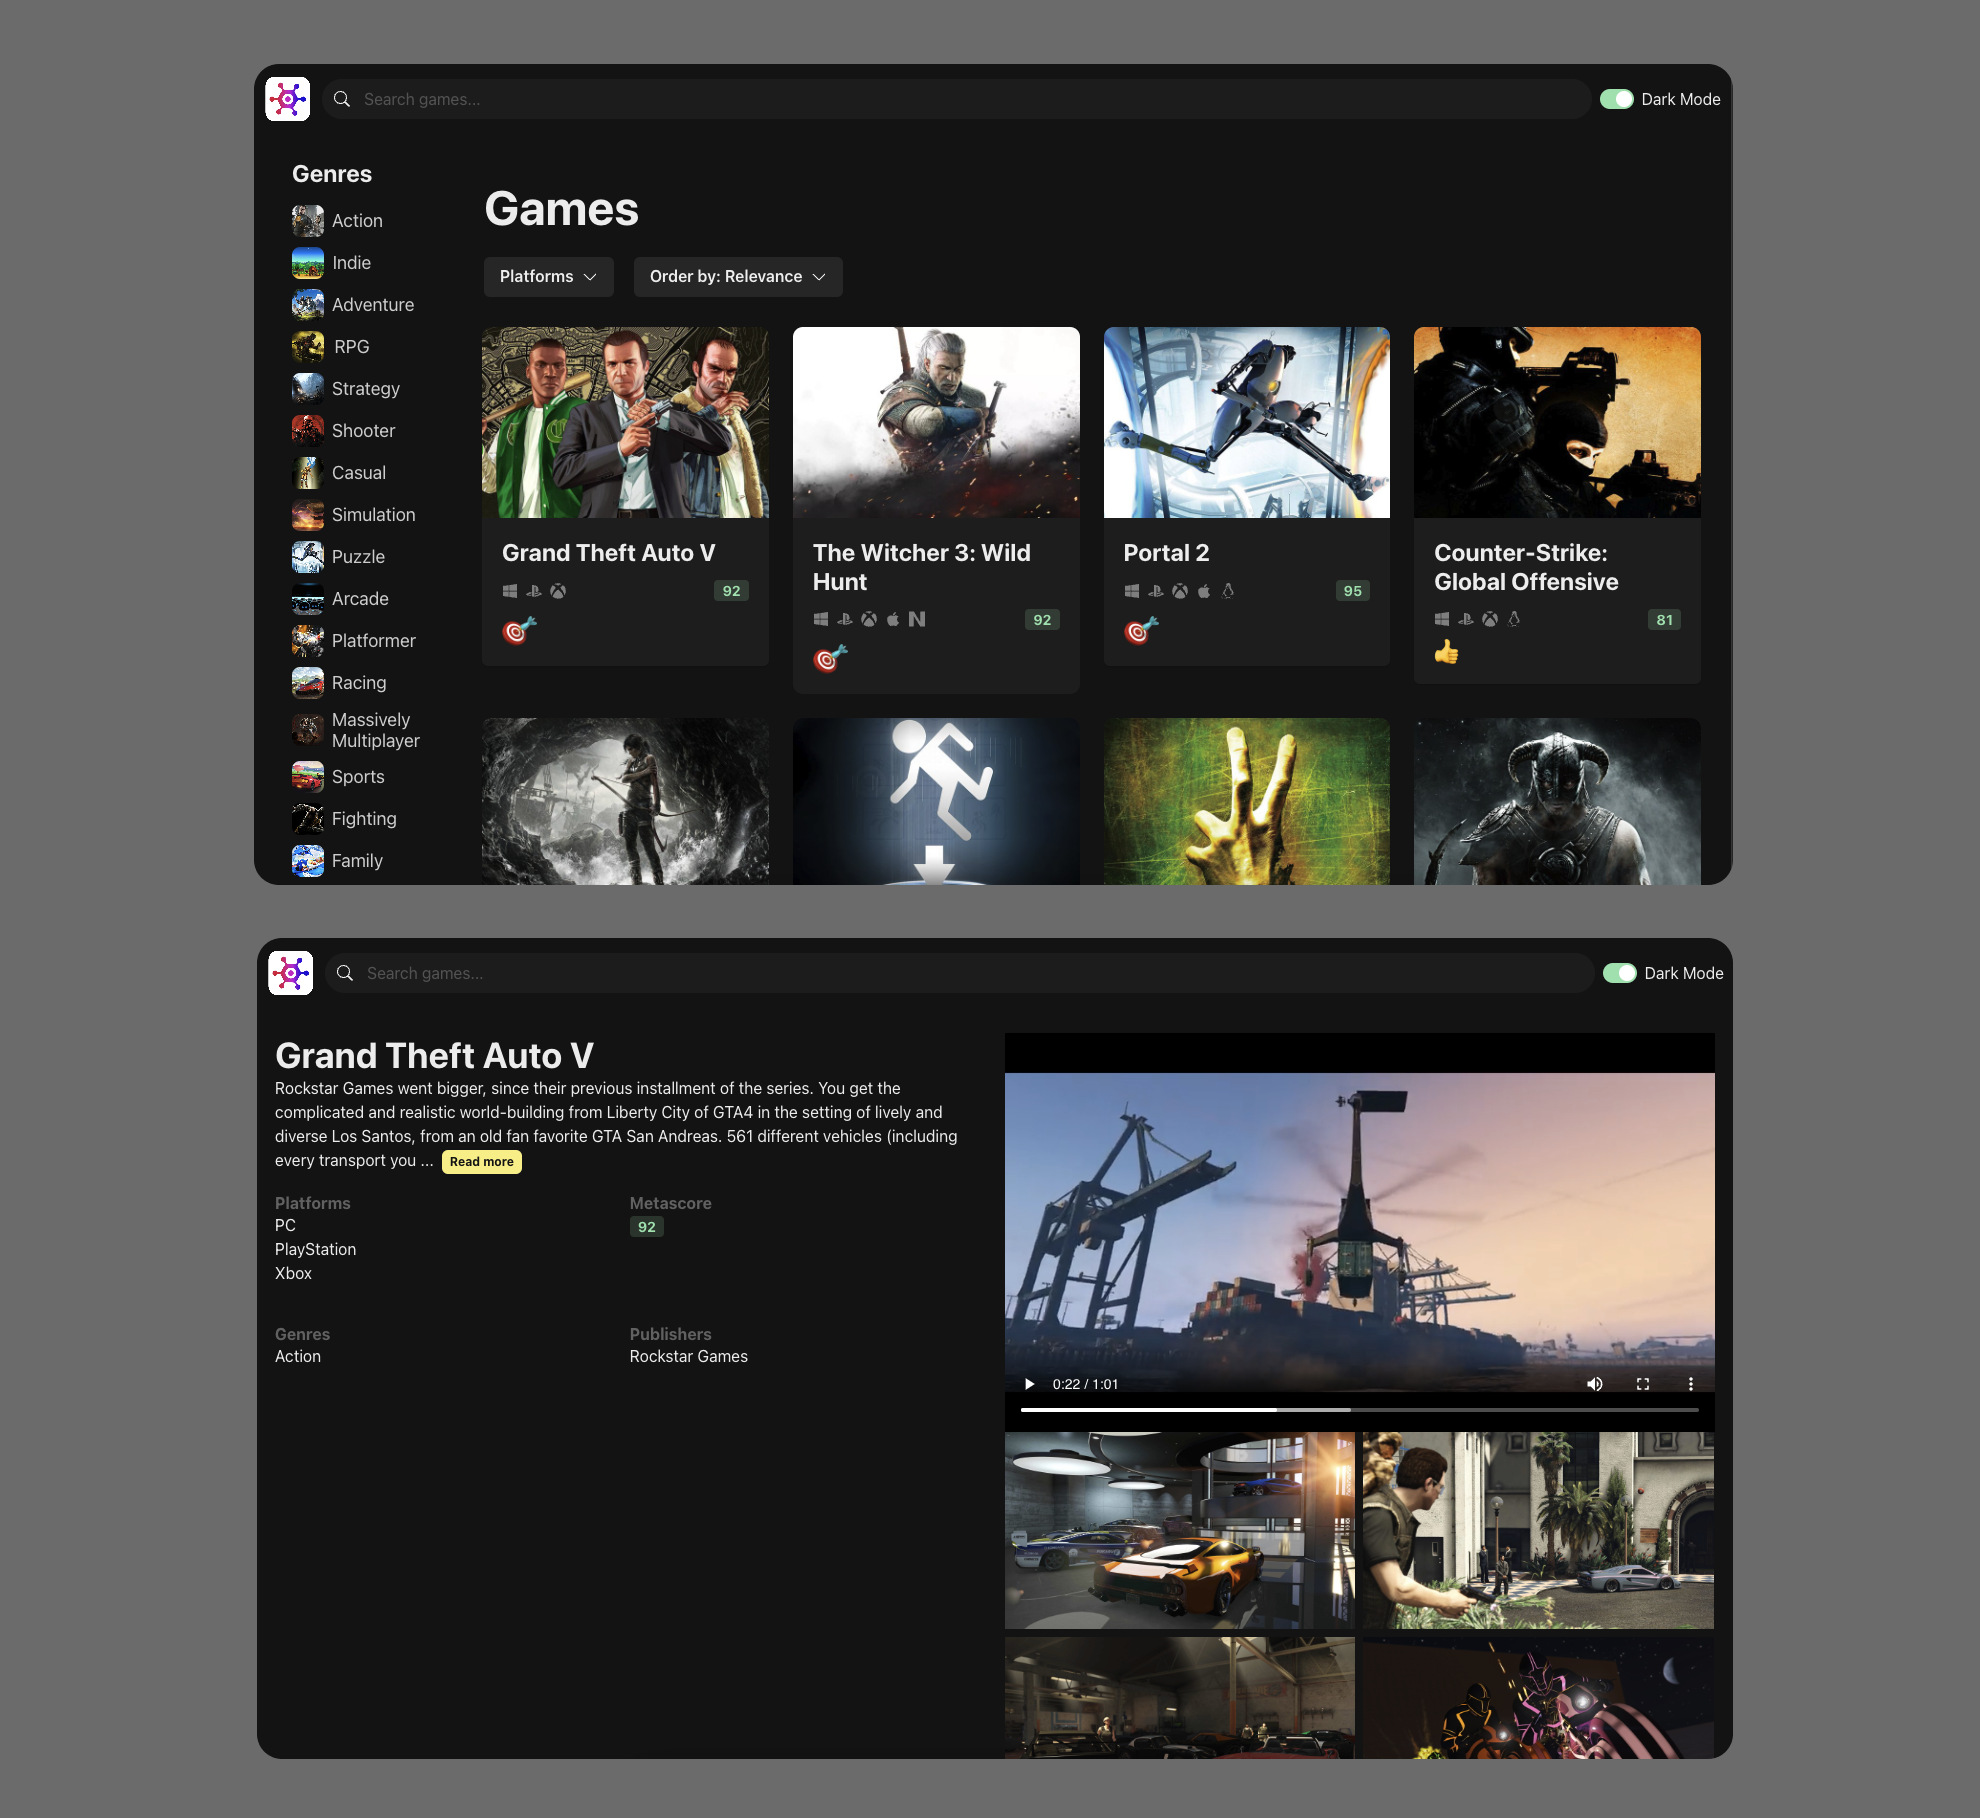 Search games...
Dark Mode
Genres
Action
Indie
Adventure
RPG
Strategy
Shooter
Casual
Simulation
Puzzle
Arcade
Platformer
Racing
Massively
Multiplayer
Sports
Fighting
Family
Games
Platforms
Order by: Relevance
Grand Theft Auto V
92
The Witcher 3: Wild
Hunt
92
Portal 2
95
Counter-Strike:
Global Offensive
81
Search games...
Dark Mode
Grand Theft Auto V
Rockstar Games went bigger, since their previous installment of the series. You get the
complicated and realistic world-building from Liberty City of GTA4 in the setting of lively and
diverse Los Santos, from an old fan favorite GTA San Andreas. 561 different vehicles (including
every transport you ... Read more
Platforms
PC
PlayStation
Xbox
Metascore
92
Genres
Action
Publishers
Rockstar Games
0:22 / 1:01